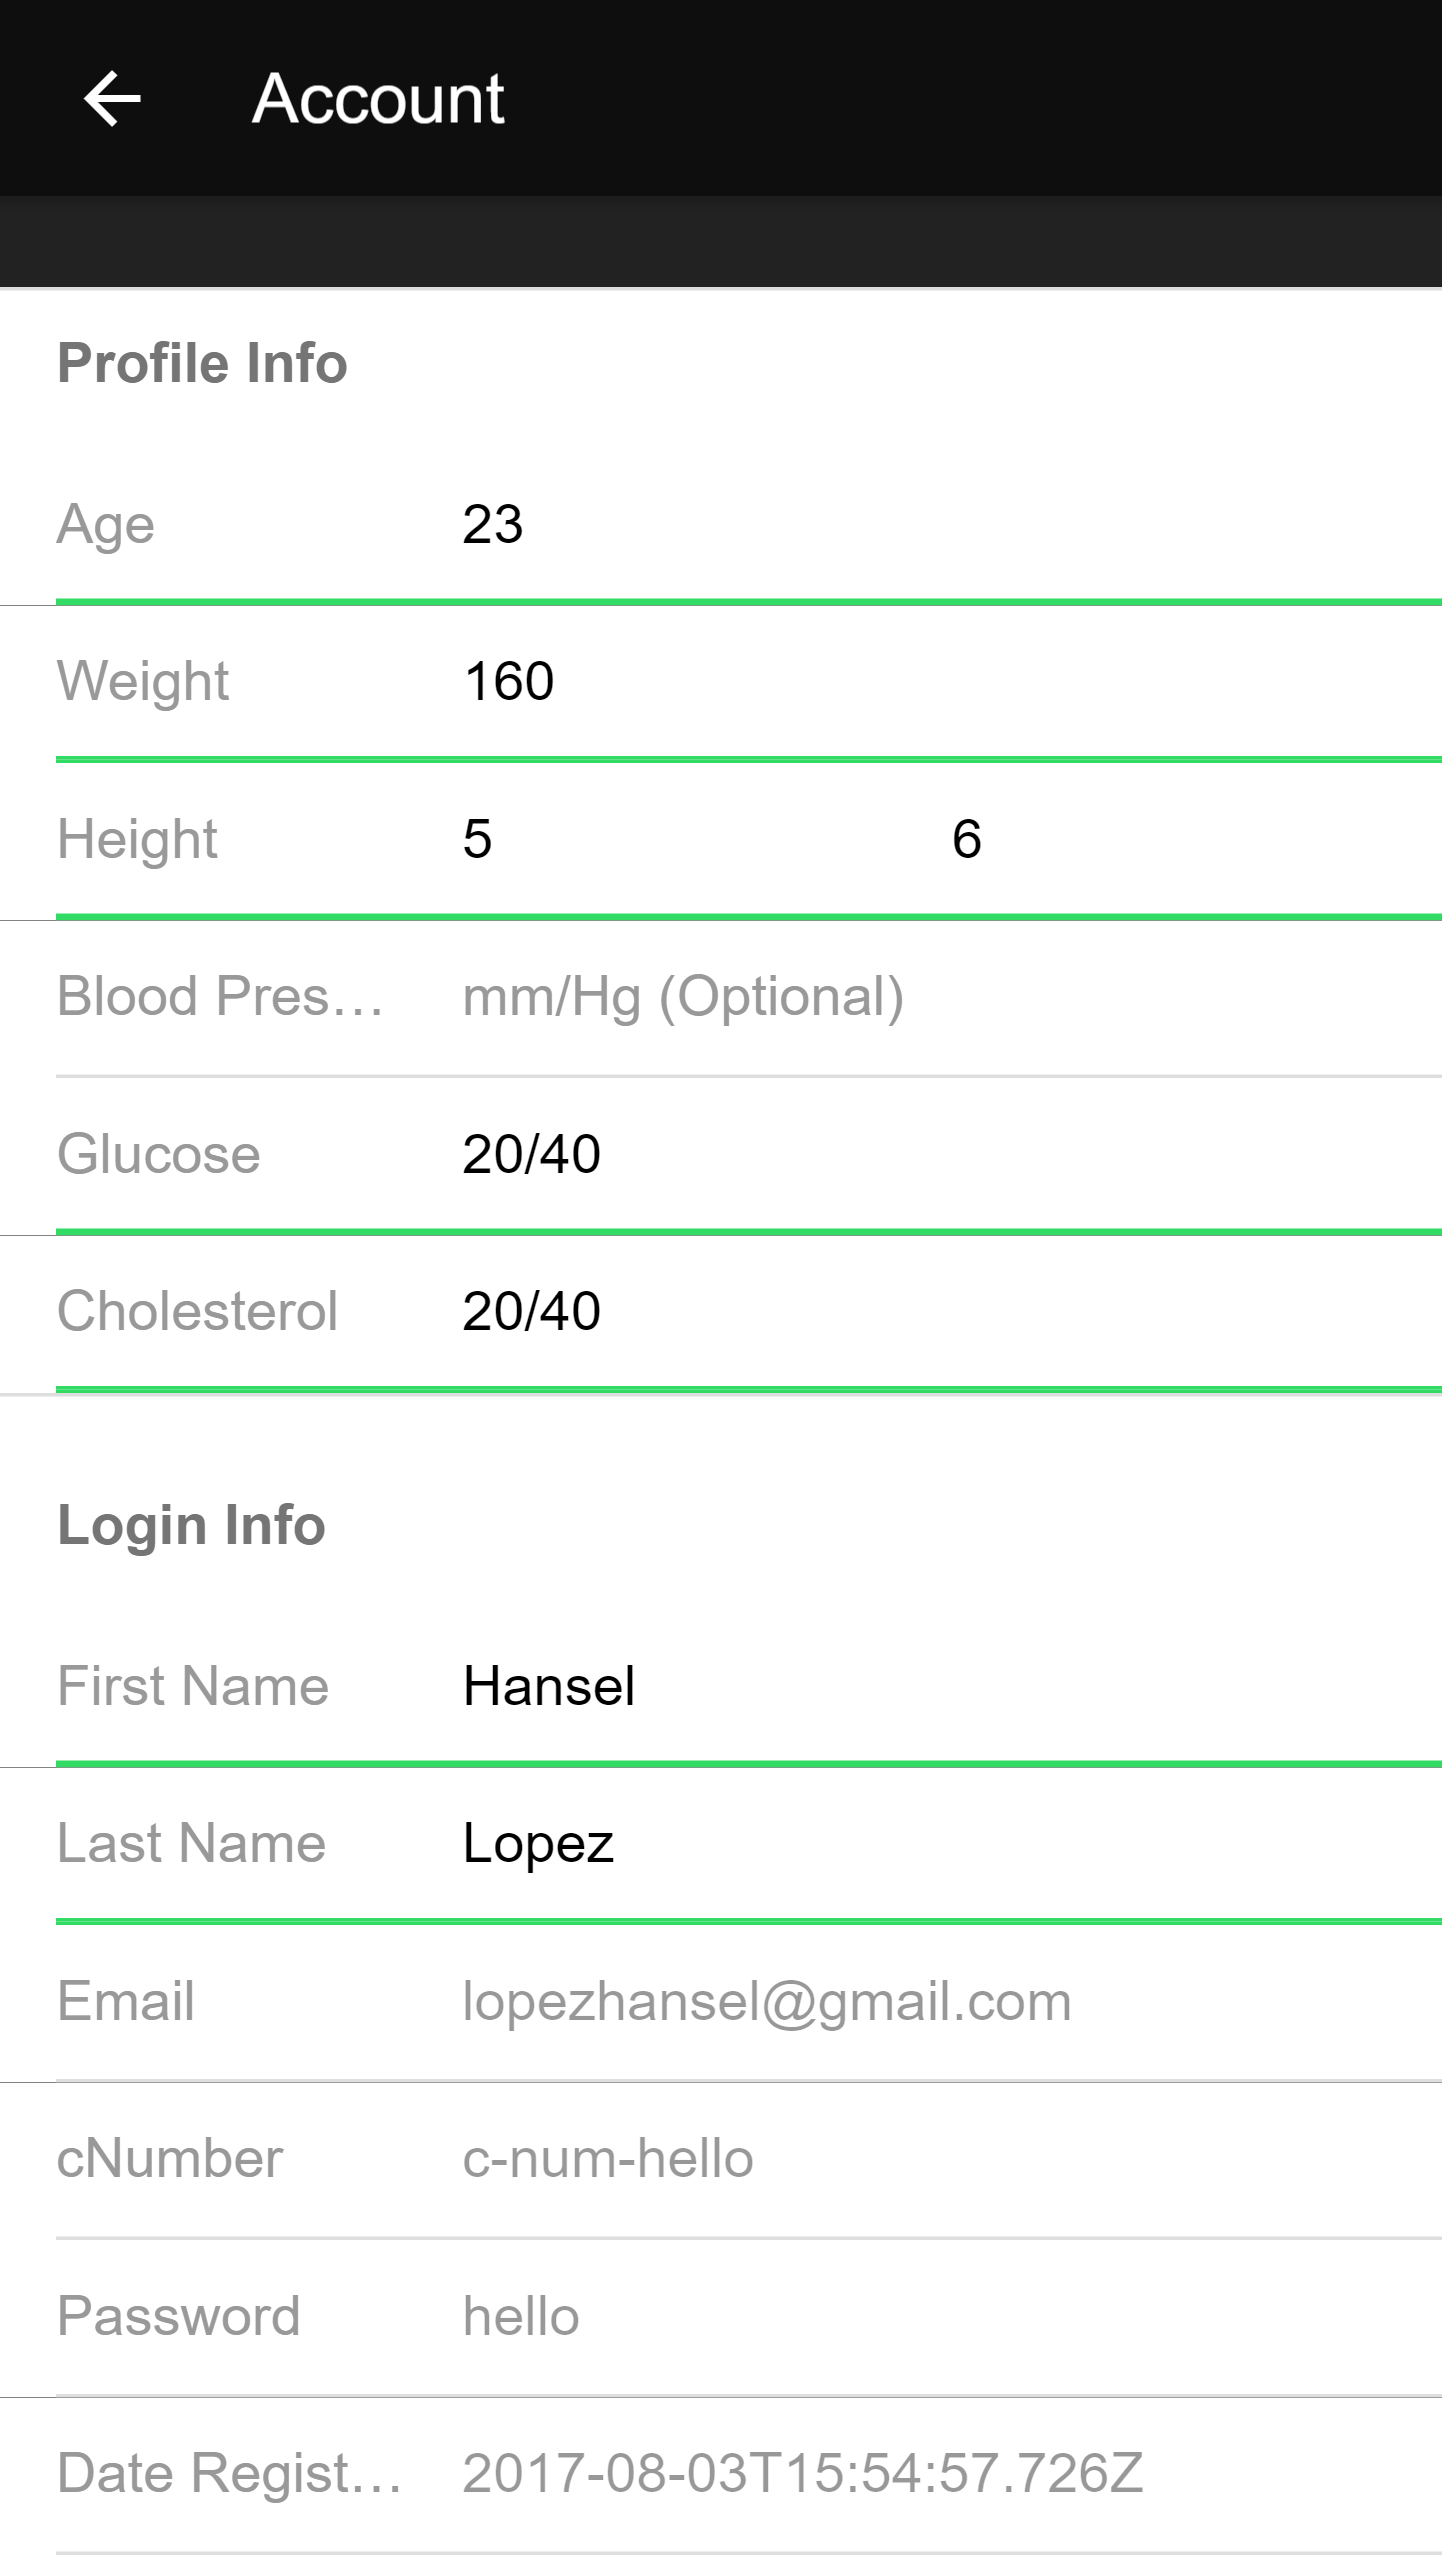 Account
Profile Info
Age 23
Weight 160
Height 5 6
Blood Pres... mm/Hg (Optional)
Glucose 20/40
Cholesterol 20/40
Login Info
First Name Hansel
Last Name Lopez
Email lopezhansel@gmail.com
cNumber c-num-hello
Password hello
Date Regist... 2017-08-03T15:54:57.726Z